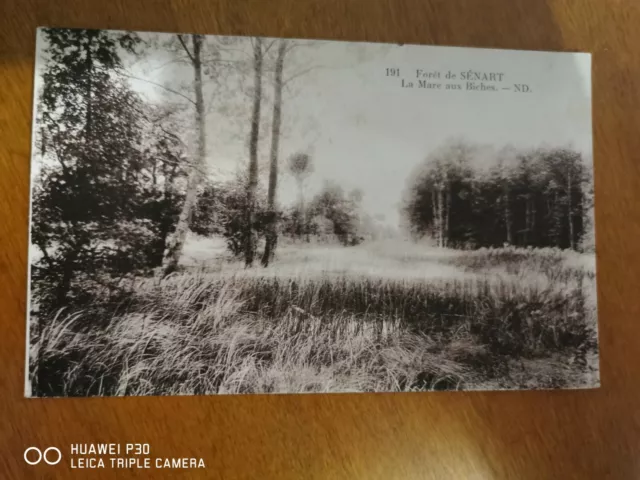 191 Forêt de SÉNART
La Mare aux Biches. — ND.
HUAWEI P30
LEICA TRIPLE CAMERA